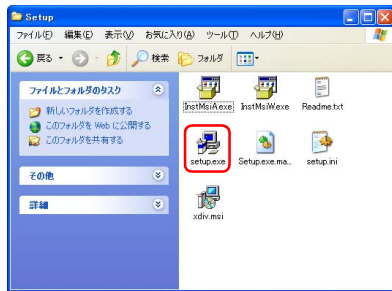 Setup
ファイル(F) 編集(E) 表示(V) お気に入り(A) ツール(T) ヘルプ(H)
戻る 検索 フォルダ
ファイルとフォルダのタスク
新しいフォルダを作成する
このフォルダを Web に公開する
このフォルダを共有する
その他
詳細
InstMsiA.exe InstMsiW.exe Readme.txt
setup.exe Setup.exe.ma... setup.ini
xdiv.msi